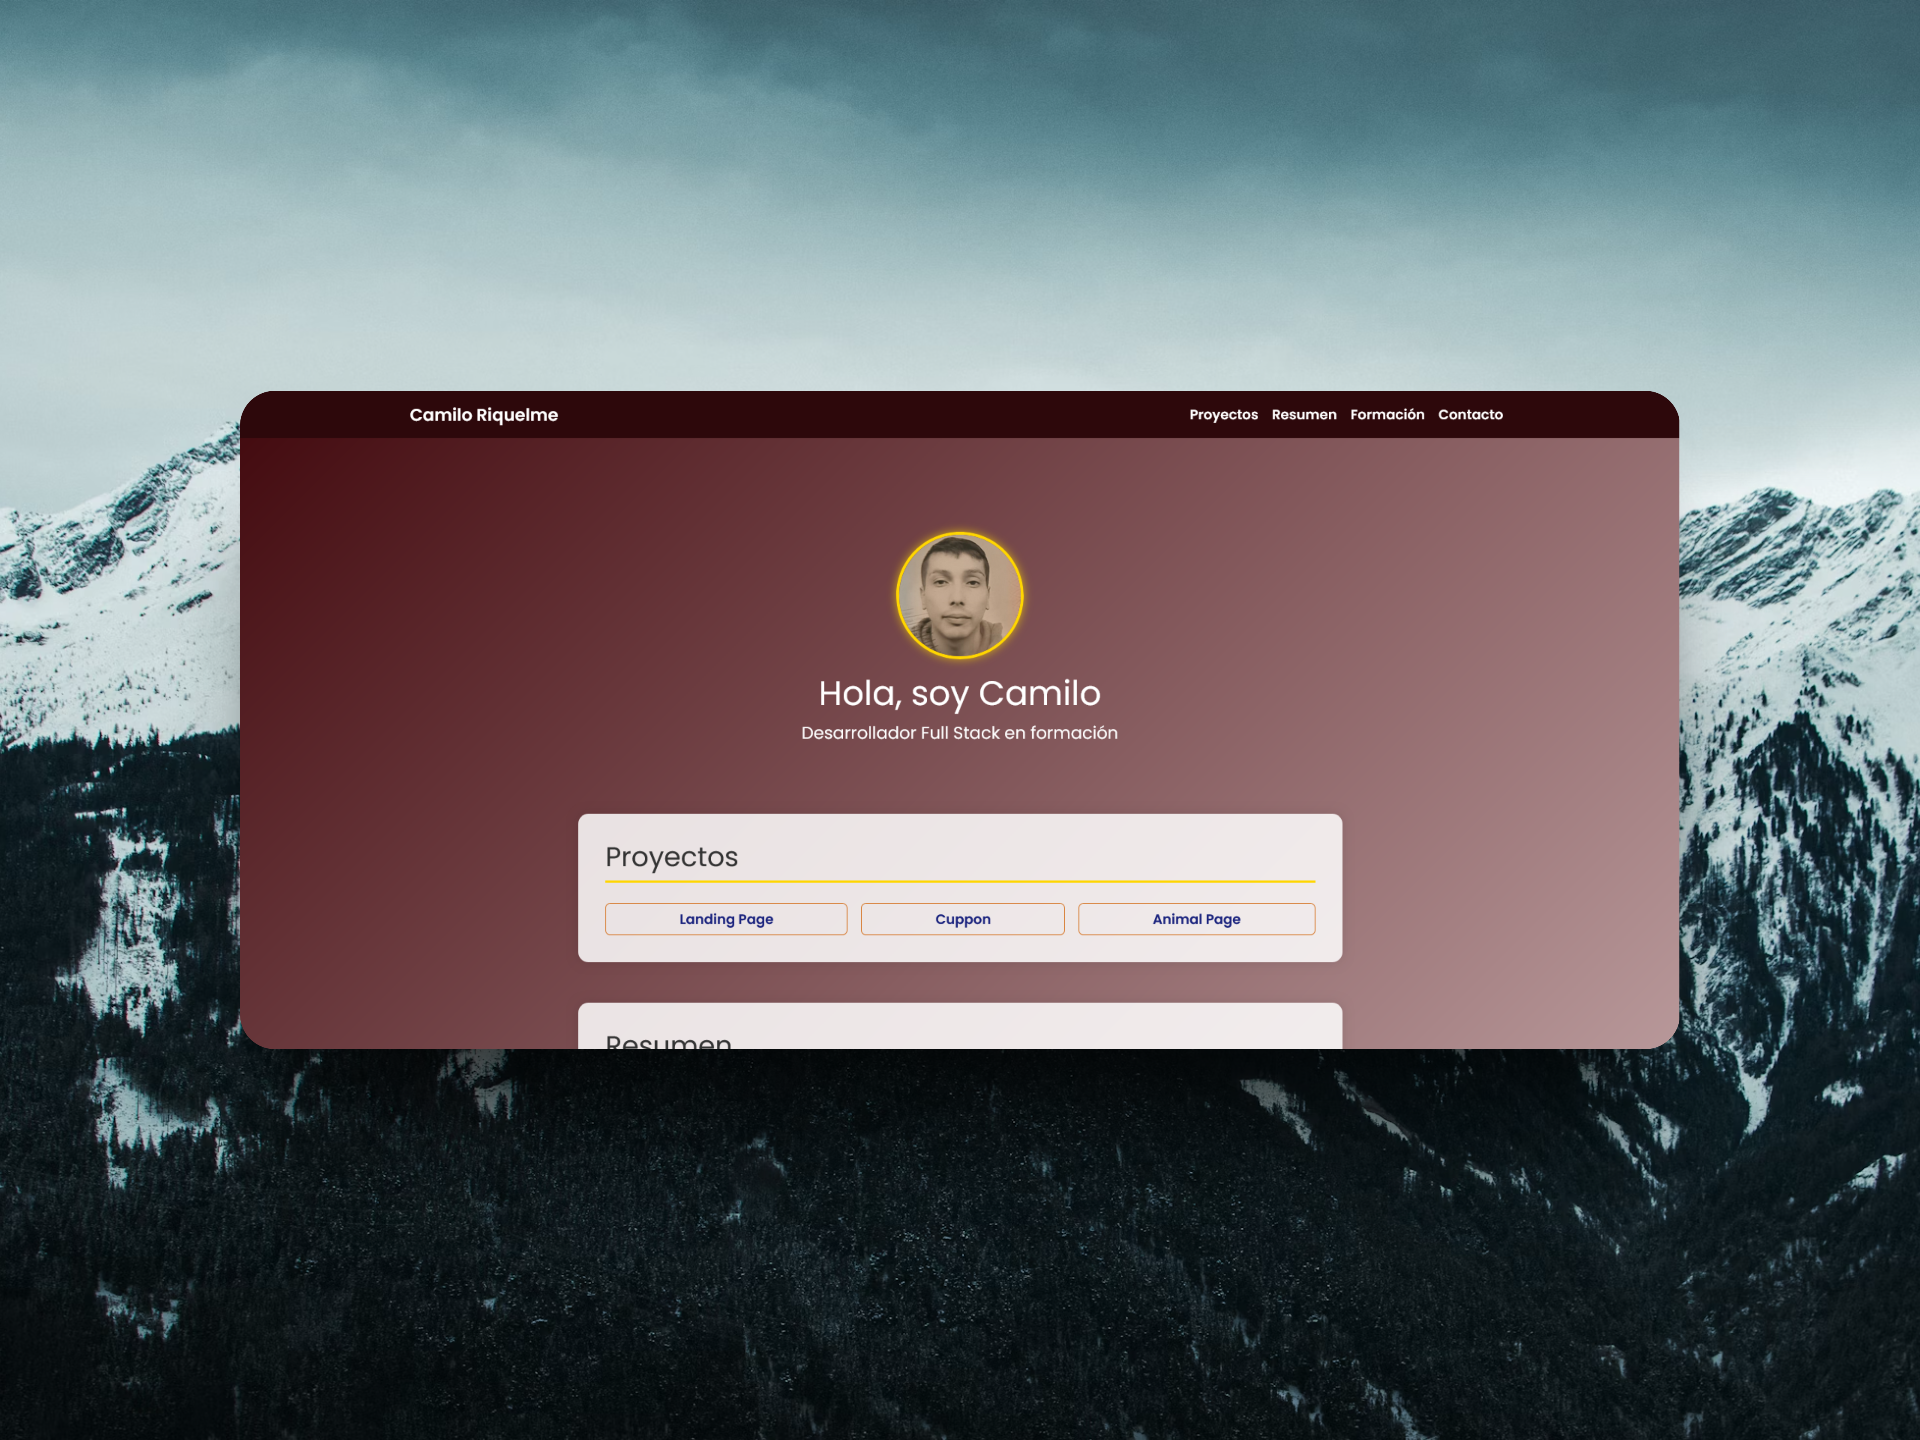 Camilo Riquelme
Proyectos Resumen Formación Contacto
Hola, soy Camilo
Desarrollador Full Stack en formación
Proyectos
Landing Page Cuppon Animal Page
Resumen